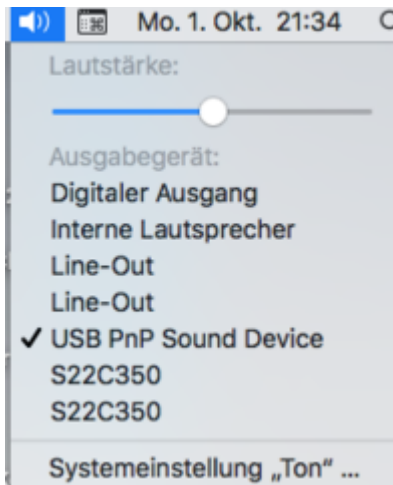 Mo. 1. Okt. 21:34
Lautstärke:
Ausgabegerät:
Digitaler Ausgang
Interne Lautsprecher
Line-Out
Line-Out
✓ USB PnP Sound Device
S22C350
S22C350
Systemeinstellung „Ton“ ...